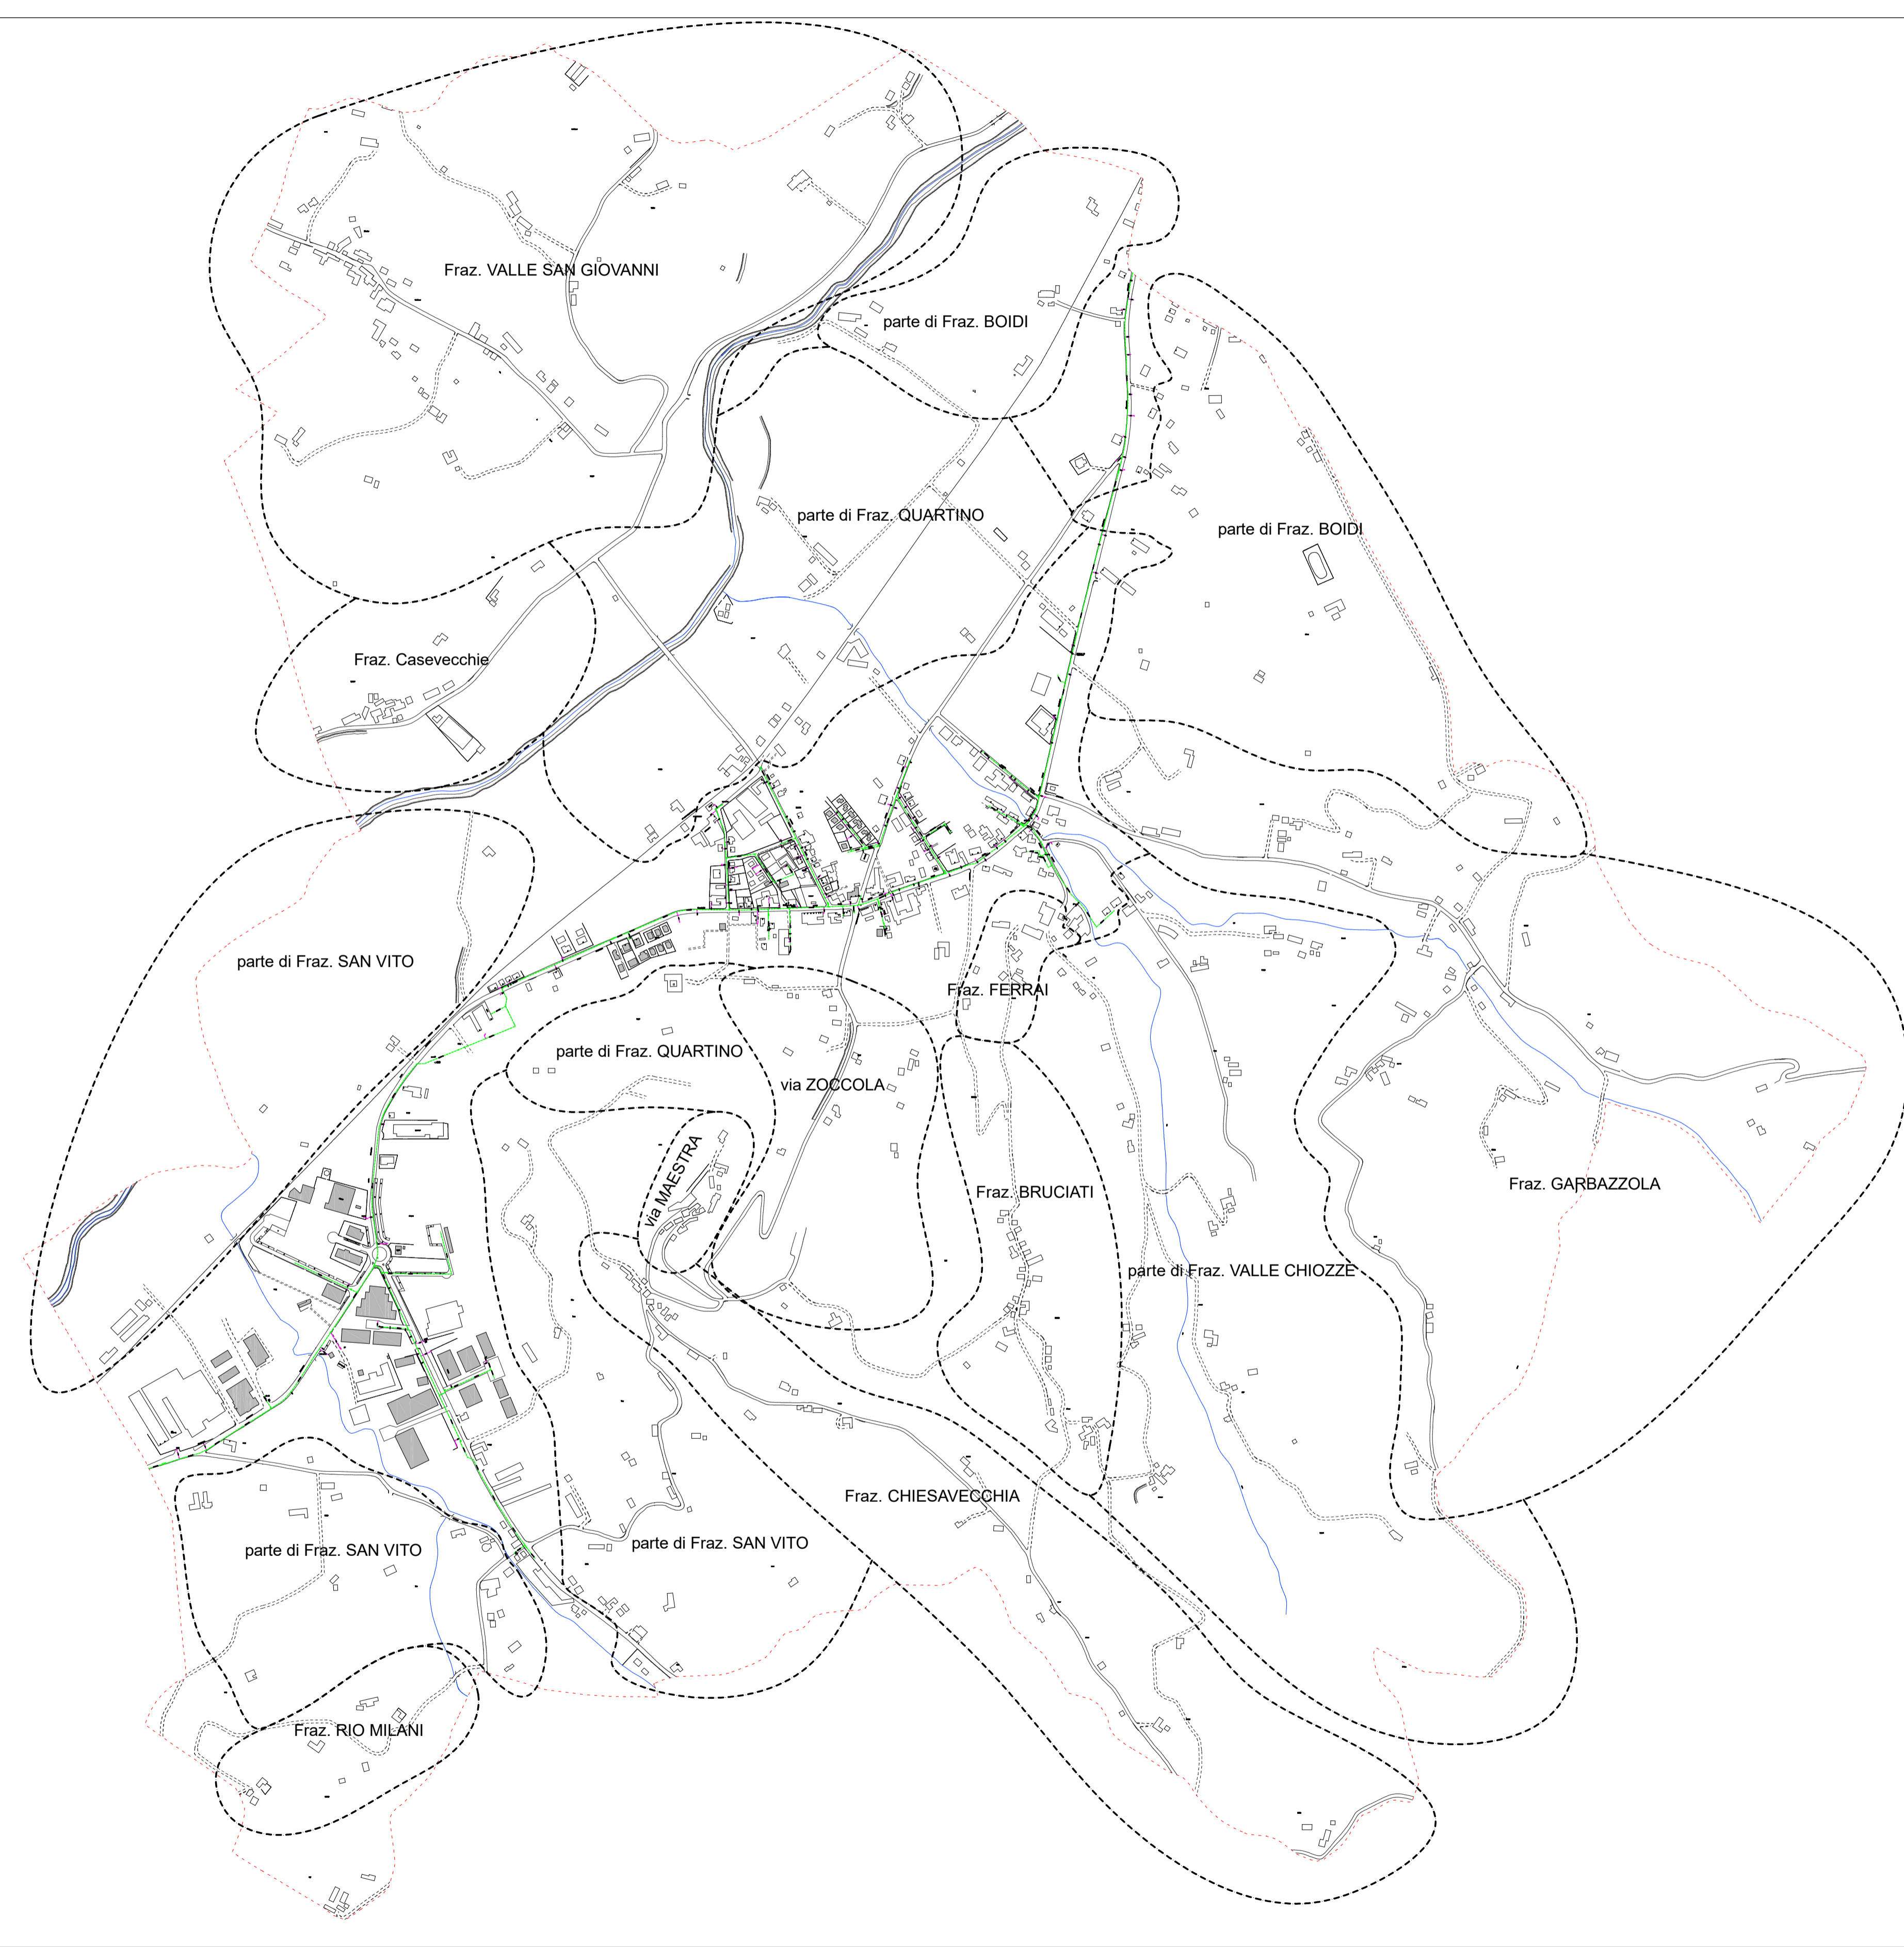 Fraz. VALLE SAN GIOVANNI
parte di Fraz. BOIDI
parte di Fraz. QUARTINO
parte di Fraz. BOIDI
Fraz. Casevecchie
parte di Fraz. SAN VITO
Fraz. FERRAI
parte di Fraz. QUARTINO
via ZOCCOLA
via MAESTRA
Fraz. BRUCIATI
Fraz. GARBAZZOLA
parte di Fraz. VALLE CHIOZZE
Fraz. CHIESAVECCHIA
parte di Fraz. SAN VITO
parte di Fraz. SAN VITO
Fraz. RIO MILANI